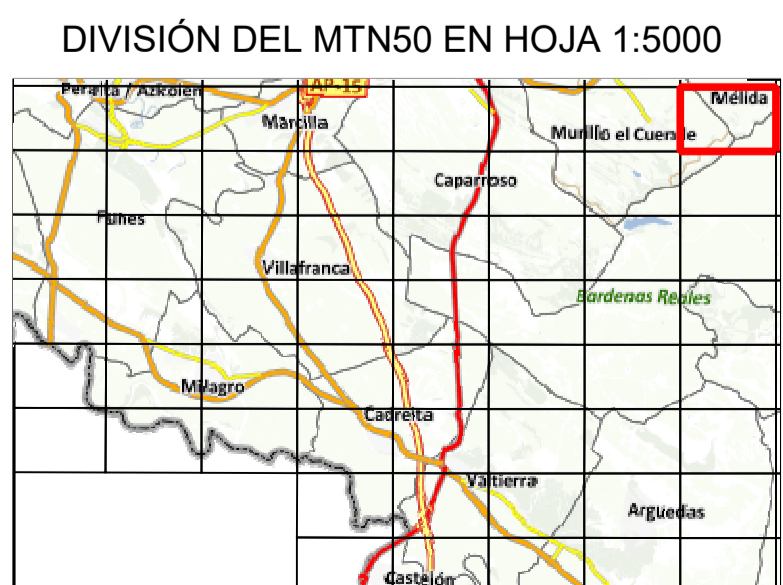 DIVISIÓN DEL MTN50 EN HOJA 1:5000
Peralta / Azkoien
AP-15
Mélida
Marcilla
Murillo el Cuende
Caparroso
Funes
Villafranca
Bardenas Reales
Milagro
Cadreita
Valtierra
Arguedas
Castejón